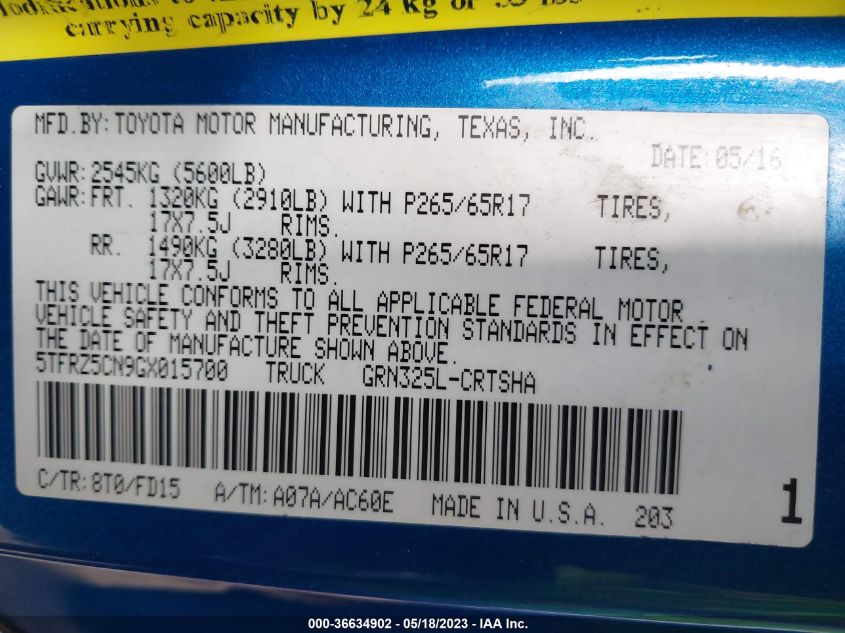 carrying capacity by 24 kg or
MFD.BY: TOYOTA MOTOR MANUFACTURING, TEXAS, INC.
DATE: 05/16
GVWR: 2545KG (5600LB)
GAWR: FRT. 1320KG (2910LB) WITH P265/65R17 TIRES,
17X7.5J RIMS.
RR. 1490KG (3280LB) WITH P265/65R17 TIRES,
17X7.5J RIMS.
THIS VEHICLE CONFORMS TO ALL APPLICABLE FEDERAL MOTOR
VEHICLE SAFETY AND THEFT PREVENTION STANDARDS IN EFFECT ON
THE DATE OF MANUFACTURE SHOWN ABOVE.
5TFRZ5CN9GX015700 TRUCK GRN325L-CRTSHA
C/TR: 8T0/FD15 A/TM: A07A/AC60E MADE IN U.S.A. 203
1
000-36634902 - 05/18/2023 - IAA Inc.